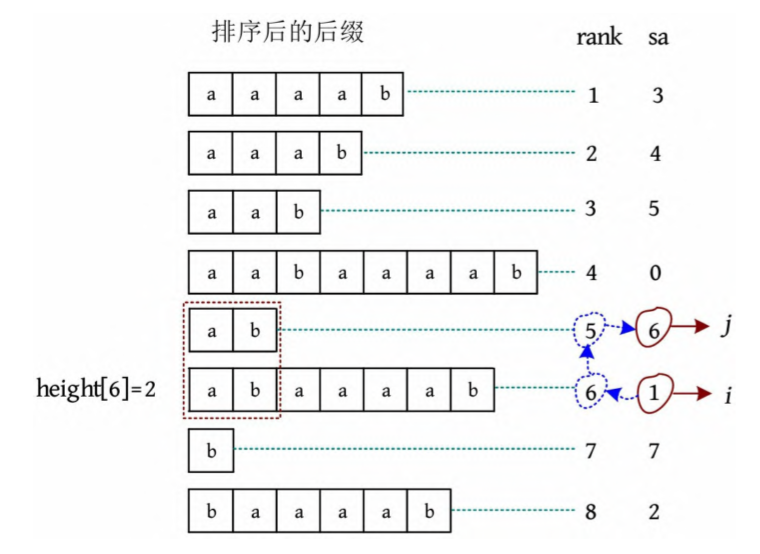 排序后的后缀 rank sa
a a a a b 1 3
a a a b 2 4
a a b 3 5
a a b a a a a b 4 0
a b 5 6 j
height[6]=2 a b a a a a b 6 1 i
b 7 7
b a a a a b 8 2